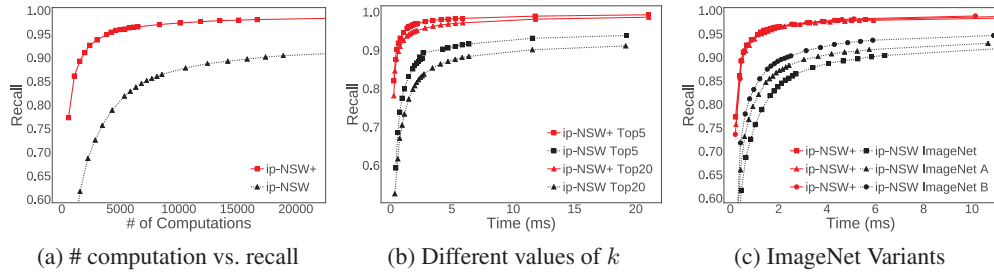 1.00
0.95
0.90
0.85
0.80
0.75
0.70
0.65
0.60
Recall
ip-NSW+
ip-NSW
0 5000 10000 15000 20000
# of Computations
(a) # computation vs. recall
1.0
0.9
0.8
0.7
0.6
Recall
ip-NSW+ Top5
ip-NSW Top5
ip-NSW+ Top20
ip-NSW Top20
0 5 10 15 20
Time (ms)
(b) Different values of k
1.00
0.95
0.90
0.85
0.80
0.75
0.70
0.65
0.60
Recall
ip-NSW+ ip-NSW ImageNet
ip-NSW+ ip-NSW ImageNet A
ip-NSW+ ip-NSW ImageNet B
0 2 4 6 8 10
Time (ms)
(c) ImageNet Variants